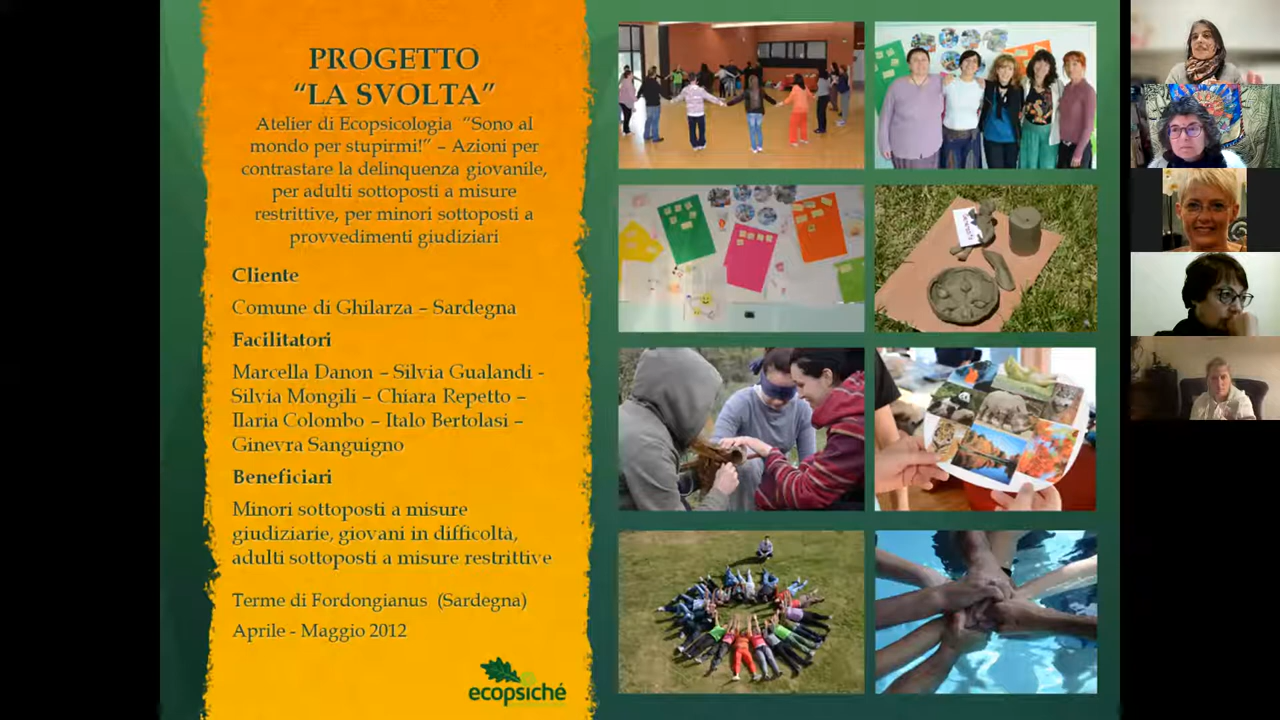 PROGETTO
“LA SVOLTA”
Atelier di Ecopsicologia “Sono al
mondo per stupirmi!” – Azioni per
contrastare la delinquenza giovanile,
per adulti sottoposti a misure
restrittive, per minori sottoposti a
provvedimenti giudiziari
Cliente
Comune di Ghilarza – Sardegna
Facilitatori
Marcella Danon – Silvia Gualandi -
Silvia Mongili – Chiara Repetto –
Ilaria Colombo – Italo Bertolasi –
Ginevra Sanguigno
Beneficiari
Minori sottoposti a misure
giudiziarie, giovani in difficoltà,
adulti sottoposti a misure restrittive
Terme di Fordongianus (Sardegna)
Aprile - Maggio 2012
ecopsiché